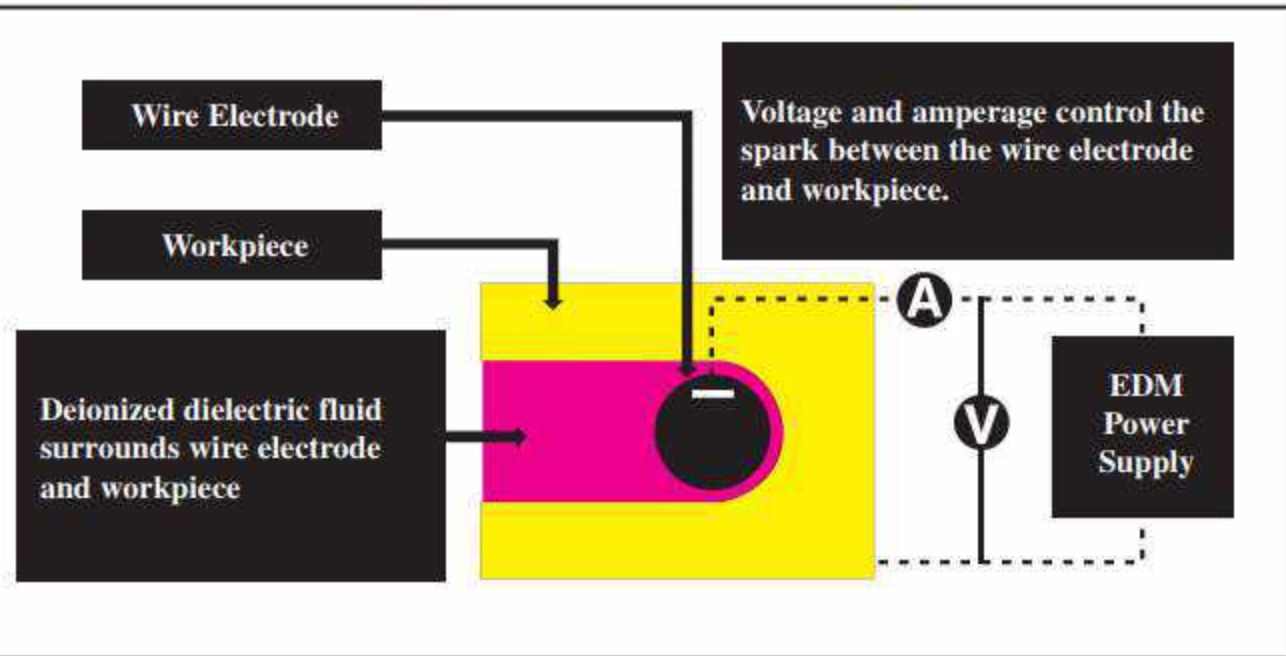 Wire Electrode
Voltage and amperage control the
spark between the wire electrode
and workpiece.
Workpiece
A
Deionized dielectric fluid
surrounds wire electrode
and workpiece
V
EDM
Power
Supply